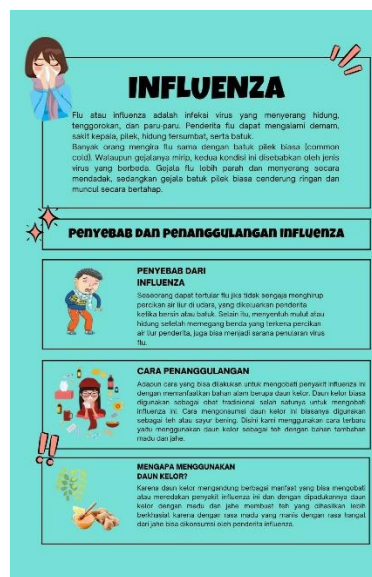 INFLUENZA
Flu atau influenza adalah infeksi virus yang menyerang hidung,
tenggorokan, dan paru-paru. Penderita flu dapat mengalami demam,
sakit kepala, pilek, hidung tersumbat, serta batuk.
Banyak orang mengira flu sama dengan batuk pilek biasa (common
cold). Walaupun gejalanya mirip, kedua kondisi ini disebabkan oleh jenis
virus yang berbeda. Gejala flu lebih parah dan menyerang secara
mendadak, sedangkan gejala batuk pilek biasa cenderung ringan dan
muncul secara bertahap.
PENYEBAB DAN PENANGGULANGAN INFLUENZA
PENYEBAB DARI
INFLUENZA
Seseorang dapat tertular flu jika tidak sengaja menghirup
percikan air liur di udara, yang dikeluarkan penderita
ketika bersin atau batuk. Selain itu, menyentuh mulut atau
hidung setelah memegang benda yang terkena percikan
air liur penderita, juga bisa menjadi sarana penularan virus
flu.
CARA PENANGGULANGAN
Adapun cara yang bisa dilakukan untuk mengobati penyakit influenza ini
dengan memanfaatkan bahan alam berupa daun kelor. Daun kelor biasa
digunakan sebagai obat tradisional salah satunya untuk mengobati
influenza ini. Cara mengonsumsi daun kelor ini biasanya digunakan
sebagai teh atau sayur bening. Disini kami menggunakan cara terbaru
yaitu menggunakan daun kelor sebagai teh dengan bahan tambahan
madu dan jahe.
MENGAPA MENGGUNAKAN
DAUN KELOR?
Karena daun kelor mengandung berbagai manfaat yang bisa mengobati
atau meredakan penyakit influenza ini dan dengan dipadukannya daun
kelor dengan madu dan jahe membuat teh yang dihasilkan lebih
berkhasiat karena dengan rasa madu yang manis dengan rasa hangat
dari jahe bisa dikonsumsi oleh penderita influenza.